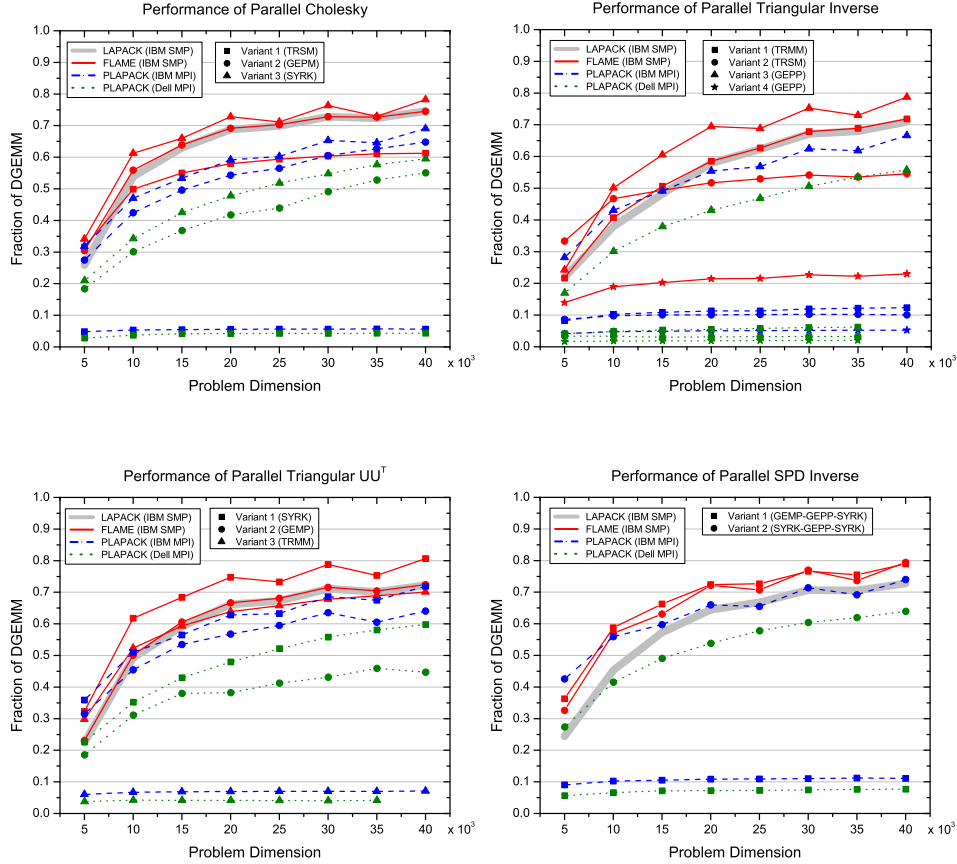 Performance of Parallel Cholesky
LAPACK (IBM SMP)
FLAME (IBM SMP)
PLAPACK (IBM MPI)
PLAPACK (Dell MPI)
Variant 1 (TRSM)
Variant 2 (GEPM)
Variant 3 (SYRK)
Fraction of DGEMM
1.0
0.9
0.8
0.7
0.6
0.5
0.4
0.3
0.2
0.1
0.0
5 10 15 20 25 30 35 40 x 10³
Problem Dimension
Performance of Parallel Triangular Inverse
LAPACK (IBM SMP)
FLAME (IBM SMP)
PLAPACK (IBM MPI)
PLAPACK (Dell MPI)
Variant 1 (TRMM)
Variant 2 (TRSM)
Variant 3 (GEPP)
Variant 4 (GEPP)
Fraction of DGEMM
1.0
0.9
0.8
0.7
0.6
0.5
0.4
0.3
0.2
0.1
0.0
5 10 15 20 25 30 35 40 x 10³
Problem Dimension
Performance of Parallel Triangular UUᵀ
LAPACK (IBM SMP)
FLAME (IBM SMP)
PLAPACK (IBM MPI)
PLAPACK (Dell MPI)
Variant 1 (SYRK)
Variant 2 (GEMP)
Variant 3 (TRMM)
Fraction of DGEMM
1.0
0.9
0.8
0.7
0.6
0.5
0.4
0.3
0.2
0.1
0.0
5 10 15 20 25 30 35 40 x 10³
Problem Dimension
Performance of Parallel SPD Inverse
LAPACK (IBM SMP)
FLAME (IBM SMP)
PLAPACK (IBM MPI)
PLAPACK (Dell MPI)
Variant 1 (GEMP-GEPP-SYRK)
Variant 2 (SYRK-GEPP-SYRK)
Fraction of DGEMM
1.0
0.9
0.8
0.7
0.6
0.5
0.4
0.3
0.2
0.1
0.0
5 10 15 20 25 30 35 40 x 10³
Problem Dimension